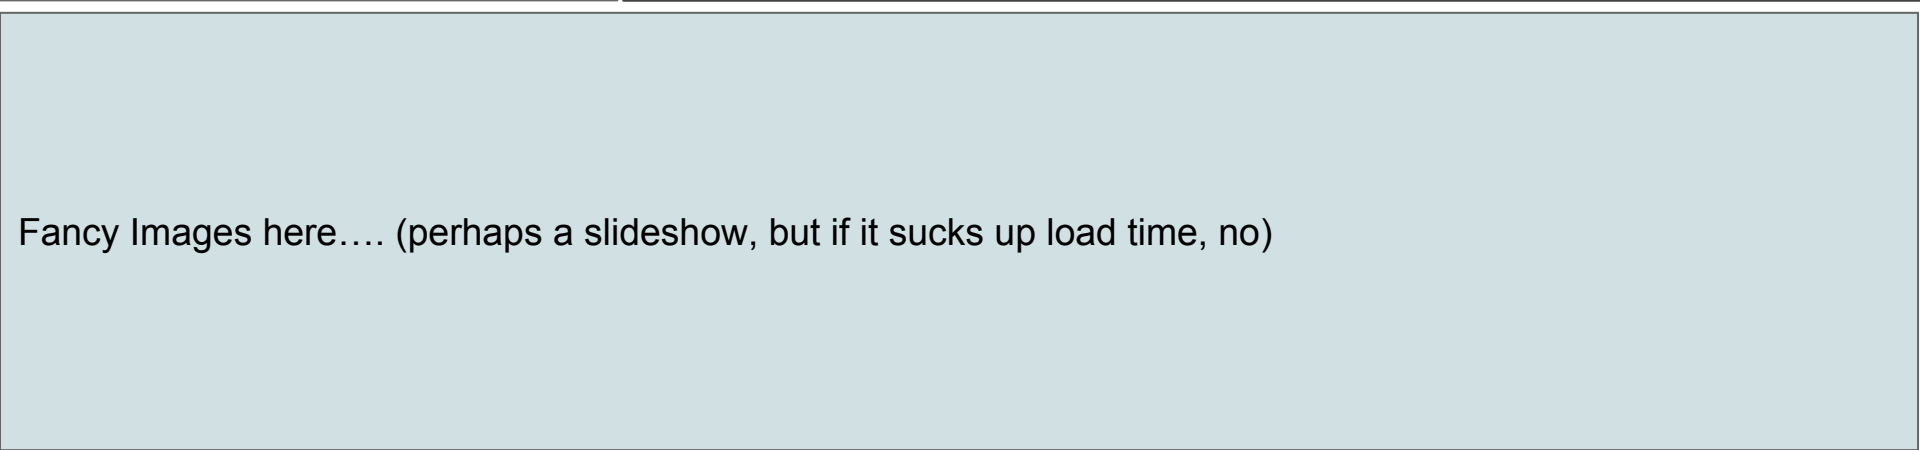 Fancy Images here…. (perhaps a slideshow, but if it sucks up load time, no)